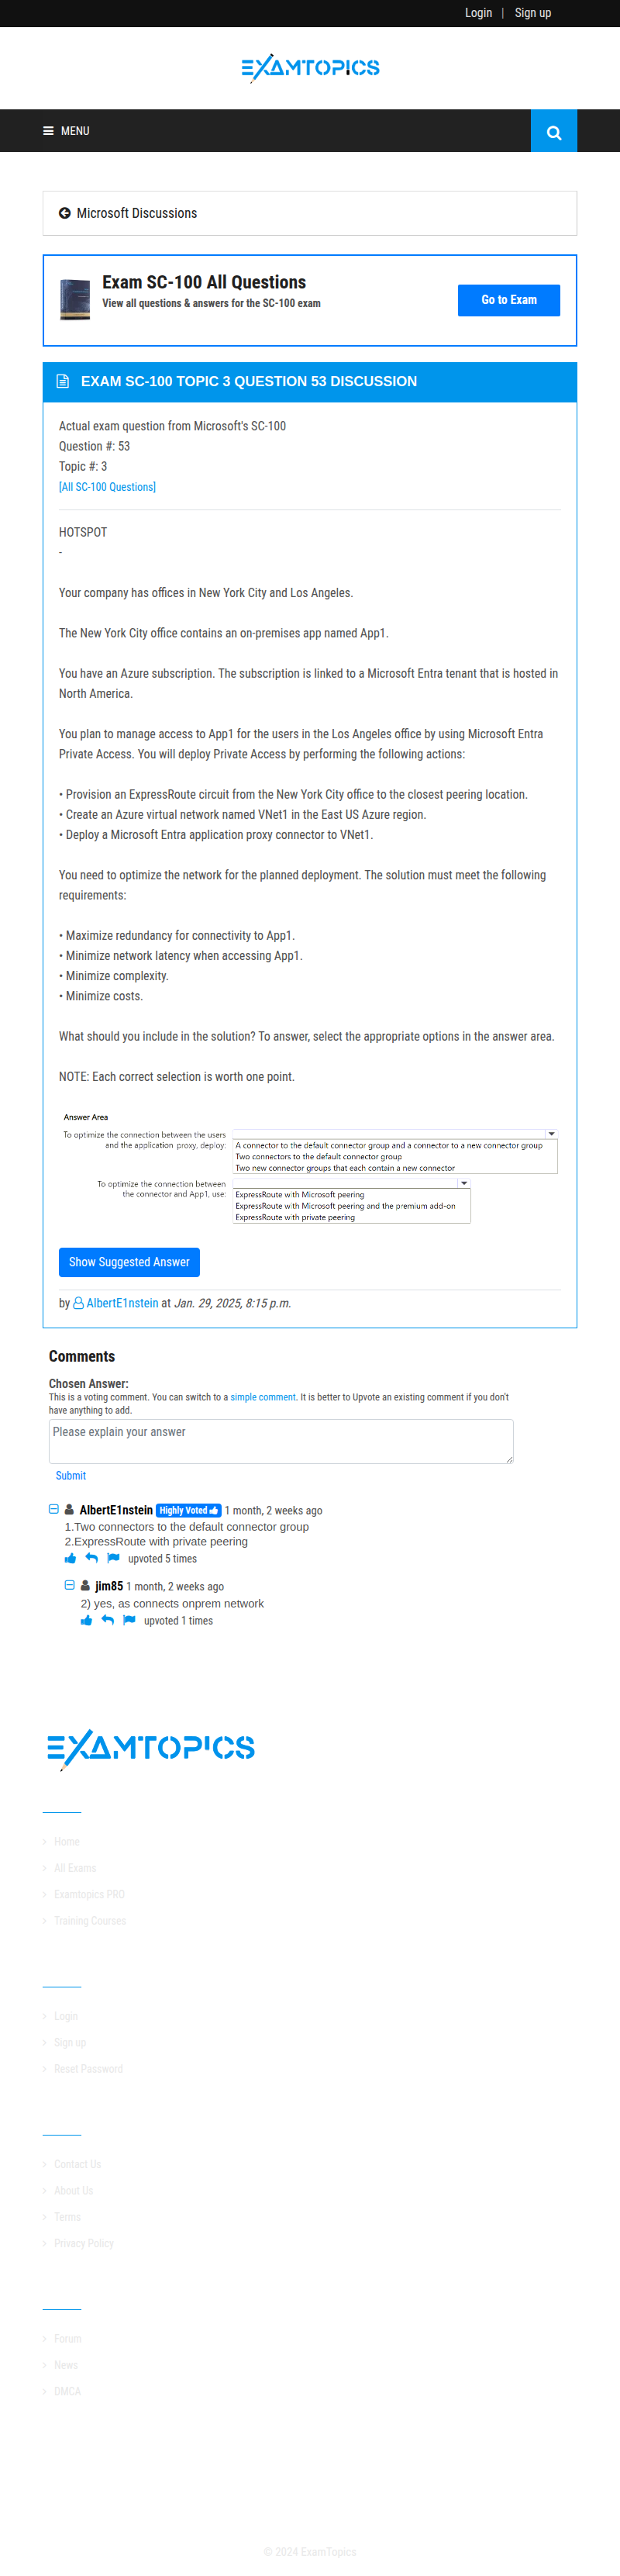 Login | Sign up
EXAMTOPICS
MENU
Microsoft Discussions
Exam SC-100 All Questions
View all questions & answers for the SC-100 exam
Go to Exam
EXAM SC-100 TOPIC 3 QUESTION 53 DISCUSSION
Actual exam question from Microsoft's SC-100
Question #: 53
Topic #: 3
[All SC-100 Questions]
HOTSPOT
-
Your company has offices in New York City and Los Angeles.
The New York City office contains an on-premises app named App1.
You have an Azure subscription. The subscription is linked to a Microsoft Entra tenant that is hosted in
North America.
You plan to manage access to App1 for the users in the Los Angeles office by using Microsoft Entra
Private Access. You will deploy Private Access by performing the following actions:
• Provision an ExpressRoute circuit from the New York City office to the closest peering location.
• Create an Azure virtual network named VNet1 in the East US Azure region.
• Deploy a Microsoft Entra application proxy connector to VNet1.
You need to optimize the network for the planned deployment. The solution must meet the following
requirements:
• Maximize redundancy for connectivity to App1.
• Minimize network latency when accessing App1.
• Minimize complexity.
• Minimize costs.
What should you include in the solution? To answer, select the appropriate options in the answer area.
NOTE: Each correct selection is worth one point.
Answer Area
To optimize the connection between the users
and the application proxy, deploy:
A connector to the default connector group and a connector to a new connector group
Two connectors to the default connector group
Two new connector groups that each contain a new connector
To optimize the connection between
the connector and App1, use:
ExpressRoute with Microsoft peering
ExpressRoute with Microsoft peering and the premium add-on
ExpressRoute with private peering
Show Suggested Answer
by AlbertE1nstein at Jan. 29, 2025, 8:15 p.m.
Comments
Chosen Answer:
This is a voting comment. You can switch to a simple comment. It is better to Upvote an existing comment if you don't
have anything to add.
Please explain your answer
Submit
AlbertE1nstein Highly Voted 1 month, 2 weeks ago
1.Two connectors to the default connector group
2.ExpressRoute with private peering
upvoted 5 times
jim85 1 month, 2 weeks ago
2) yes, as connects onprem network
upvoted 1 times
EXAMTOPICS
Home
All Exams
Examtopics PRO
Training Courses
Login
Sign up
Reset Password
Contact Us
About Us
Terms
Privacy Policy
Forum
News
DMCA
© 2024 ExamTopics